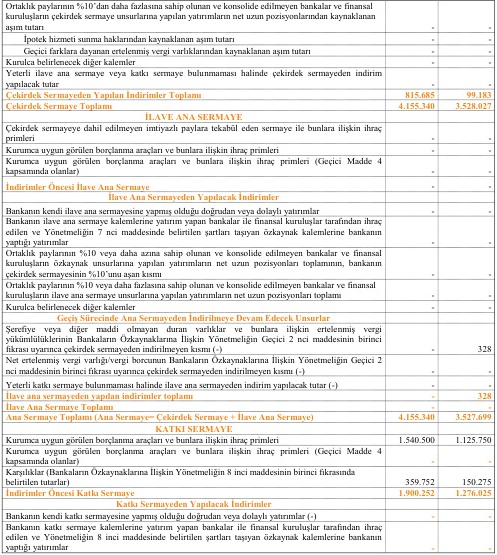 Ortaklık paylarının %10’dan daha fazlasına sahip olunan ve konsolide edilmeyen bankalar ve finansal
kuruluşların çekirdek sermaye unsurlarına yapılan yatırımların net uzun pozisyonlarından kaynaklanan
aşım tutarı - -
İpotek hizmeti sunma haklarından kaynaklanan aşım tutarı - -
Geçici farklara dayanan ertelenmiş vergi varlıklarından kaynaklanan aşım tutarı - -
Kurulca belirlenecek diğer kalemler - -
Yeterli ilave ana sermaye veya katkı sermaye bulunmaması halinde çekirdek sermayeden indirim
yapılacak tutar - -
Çekirdek Sermayeden Yapılan İndirimler Toplamı 815.685 99.183
Çekirdek Sermaye Toplamı 4.155.340 3.528.027
İLAVE ANA SERMAYE
Çekirdek sermayeye dahil edilmeyen imtiyazlı paylara tekabül eden sermaye ile bunlara ilişkin ihraç
primleri - -
Kurumca uygun görülen borçlanma araçları ve bunlara ilişkin ihraç primleri - -
Kurumca uygun görülen borçlanma araçları ve bunlara ilişkin ihraç primleri (Geçici Madde 4
kapsamında olanlar) - -
İndirimler Öncesi İlave Ana Sermaye - -
İlave Ana Sermayeden Yapılacak İndirimler
Bankanın kendi ilave ana sermayesine yapmış olduğu doğrudan veya dolaylı yatırımlar - -
Bankanın ilave ana sermaye kalemlerine yatırım yapan bankalar ile finansal kuruluşlar tarafından ihraç
edilen ve Yönetmeliğin 7 nci maddesinde belirtilen şartları taşıyan özkaynak kalemlerine bankanın
yaptığı yatırımlar - -
Ortaklık paylarının %10 veya daha azına sahip olunan ve konsolide edilmeyen bankalar ve finansal
kuruluşların özkaynak unsurlarına yapılan yatırımların net uzun pozisyonları toplamının, bankanın
çekirdek sermayesinin %10’unu aşan kısmı - -
Ortaklık paylarının %10 veya daha fazlasına sahip olunan ve konsolide edilmeyen bankalar ve finansal
kuruluşların ilave ana sermaye unsurlarına yapılan yatırımların net uzun pozisyonları toplamı - -
Kurulca belirlenecek diğer kalemler - -
Geçiş Sürecinde Ana Sermayeden İndirilmeye Devam Edecek Unsurlar
Şerefiye veya diğer maddi olmayan duran varlıklar ve bunlara ilişkin ertelenmiş vergi
yükümlülüklerinin Bankaların Özkaynaklarına İlişkin Yönetmeliğin Geçici 2 nci maddesinin birinci
fıkrası uyarınca çekirdek sermayeden indirilmeyen kısmı (-) - 328
Net ertelenmiş vergi varlığı/vergi borcunun Bankaların Özkaynaklarına İlişkin Yönetmeliğin Geçici 2
nci maddesinin birinci fıkrası uyarınca çekirdek sermayeden indirilmeyen kısmı (-) - -
Yeterli katkı sermaye bulunmaması halinde ilave ana sermayeden indirim yapılacak tutar (-) - -
İlave ana sermayeden yapılan indirimler toplamı - 328
İlave Ana Sermaye Toplamı - -
Ana Sermaye Toplamı (Ana Sermaye= Çekirdek Sermaye + İlave Ana Sermaye) 4.155.340 3.527.699
KATKI SERMAYE
Kurumca uygun görülen borçlanma araçları ve bunlara ilişkin ihraç primleri 1.540.500 1.125.750
Kurumca uygun görülen borçlanma araçları ve bunlara ilişkin ihraç primleri (Geçici Madde 4
kapsamında olanlar) - -
Karşılıklar (Bankaların Özkaynaklarına İlişkin Yönetmeliğin 8 inci maddesinin birinci fıkrasında
belirtilen tutarlar) 359.752 150.275
İndirimler Öncesi Katkı Sermaye 1.900.252 1.276.025
Katkı Sermayeden Yapılacak İndirimler
Bankanın kendi katkı sermayesine yapmış olduğu doğrudan veya dolaylı yatırımlar (-) - -
Bankanın katkı sermaye kalemlerine yatırım yapan bankalar ile finansal kuruluşlar tarafından ihraç
edilen ve Yönetmeliğin 8 inci maddesinde belirtilen şartları taşıyan özkaynak kalemlerine bankanın
yaptığı yatırımlar - -